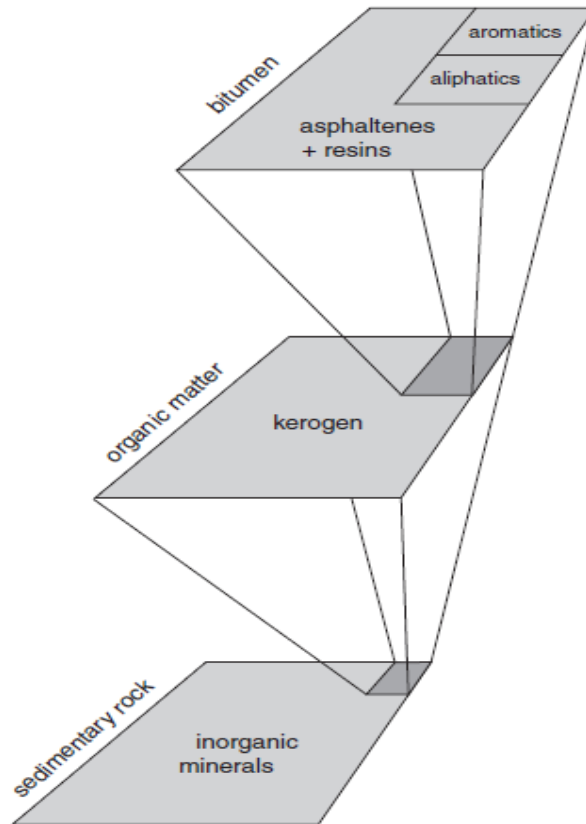 aromatics
aliphatics
bitumen
asphaltenes
+ resins
organic matter
kerogen
sedimentary rock
inorganic
minerals